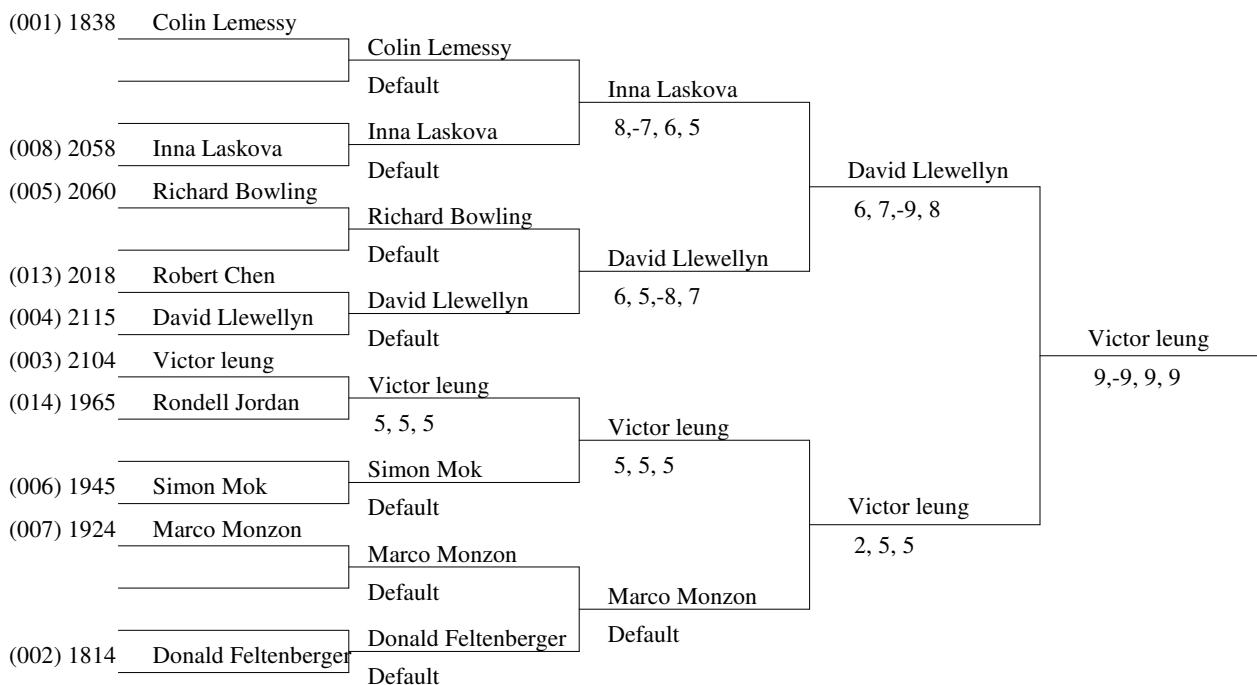 (001) 1838 Colin Lemessy
Colin Lemessy
Default
Inna Laskova
8,-7, 6, 5
Inna Laskova
(008) 2058 Inna Laskova
Default
David Llewellyn
6, 7,-9, 8
(005) 2060 Richard Bowling
Richard Bowling
Default
David Llewellyn
6, 5,-8, 7
(013) 2018 Robert Chen
David Llewellyn
(004) 2115 David Llewellyn
Default
Victor leung
9,-9, 9, 9
(003) 2104 Victor leung
Victor leung
(014) 1965 Rondell Jordan
5, 5, 5
Victor leung
5, 5, 5
Simon Mok
(006) 1945 Simon Mok
Default
Victor leung
2, 5, 5
(007) 1924 Marco Monzon
Marco Monzon
Default
Marco Monzon
Default
Donald Feltenberger
(002) 1814 Donald Feltenberger
Default